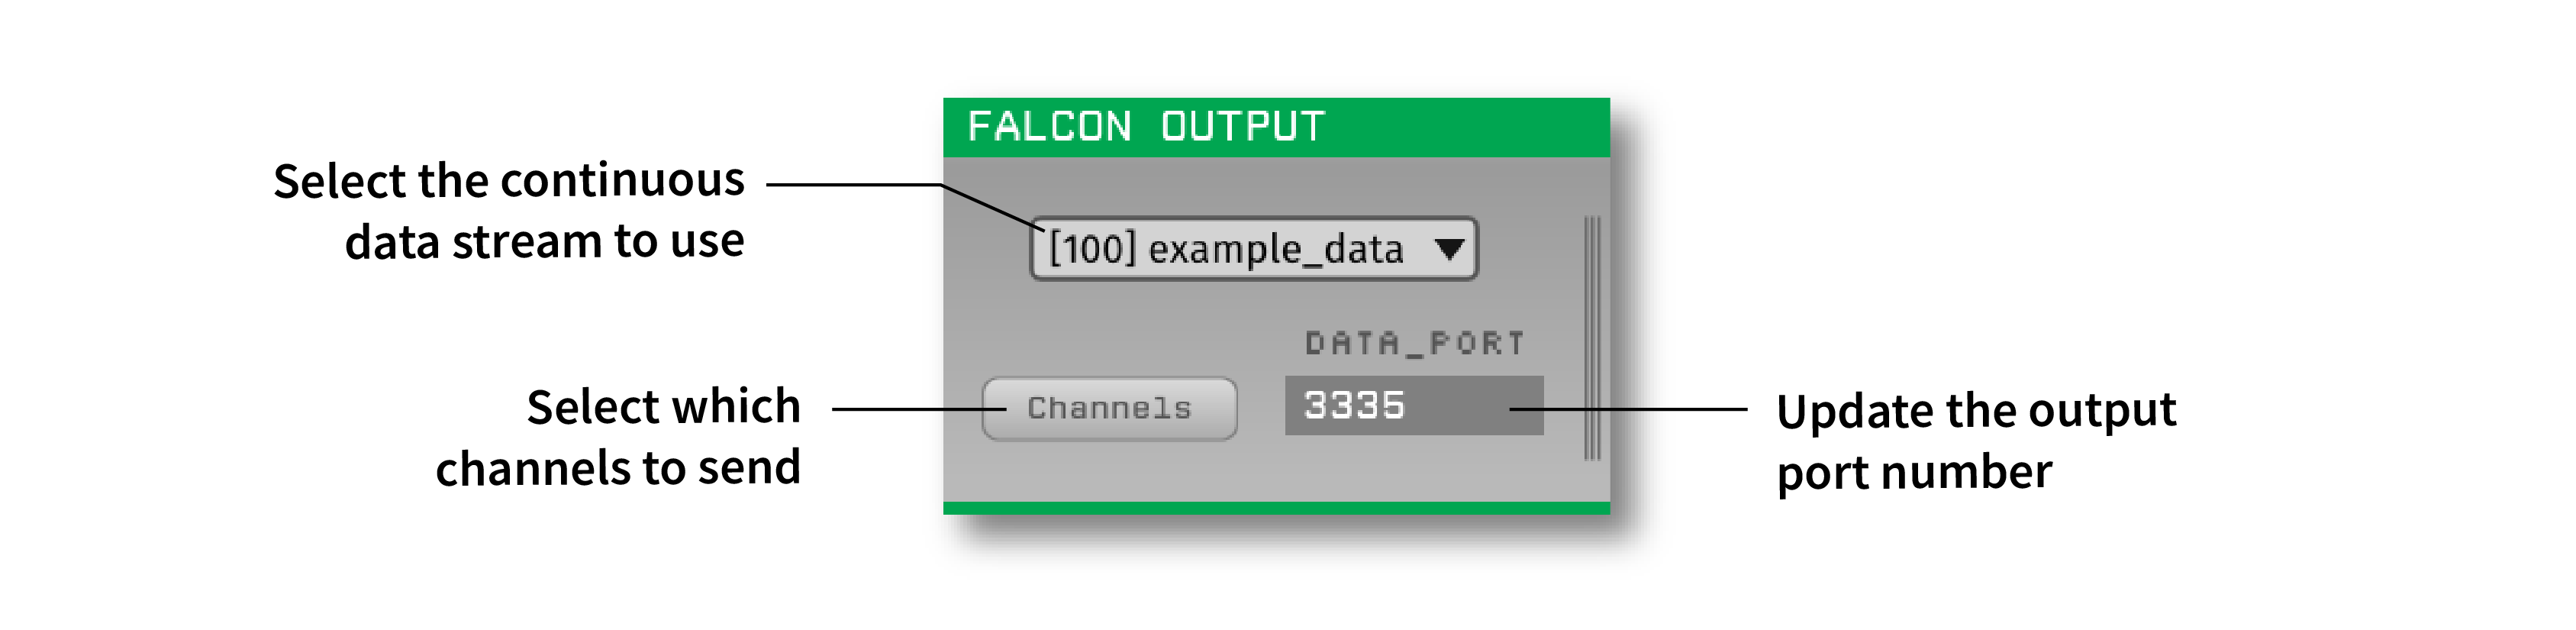 FALCON OUTPUT
Select the continuous
data stream to use
[100] example_data
DATA_PORT
Select which
channels to send
Channels
3335
Update the output
port number